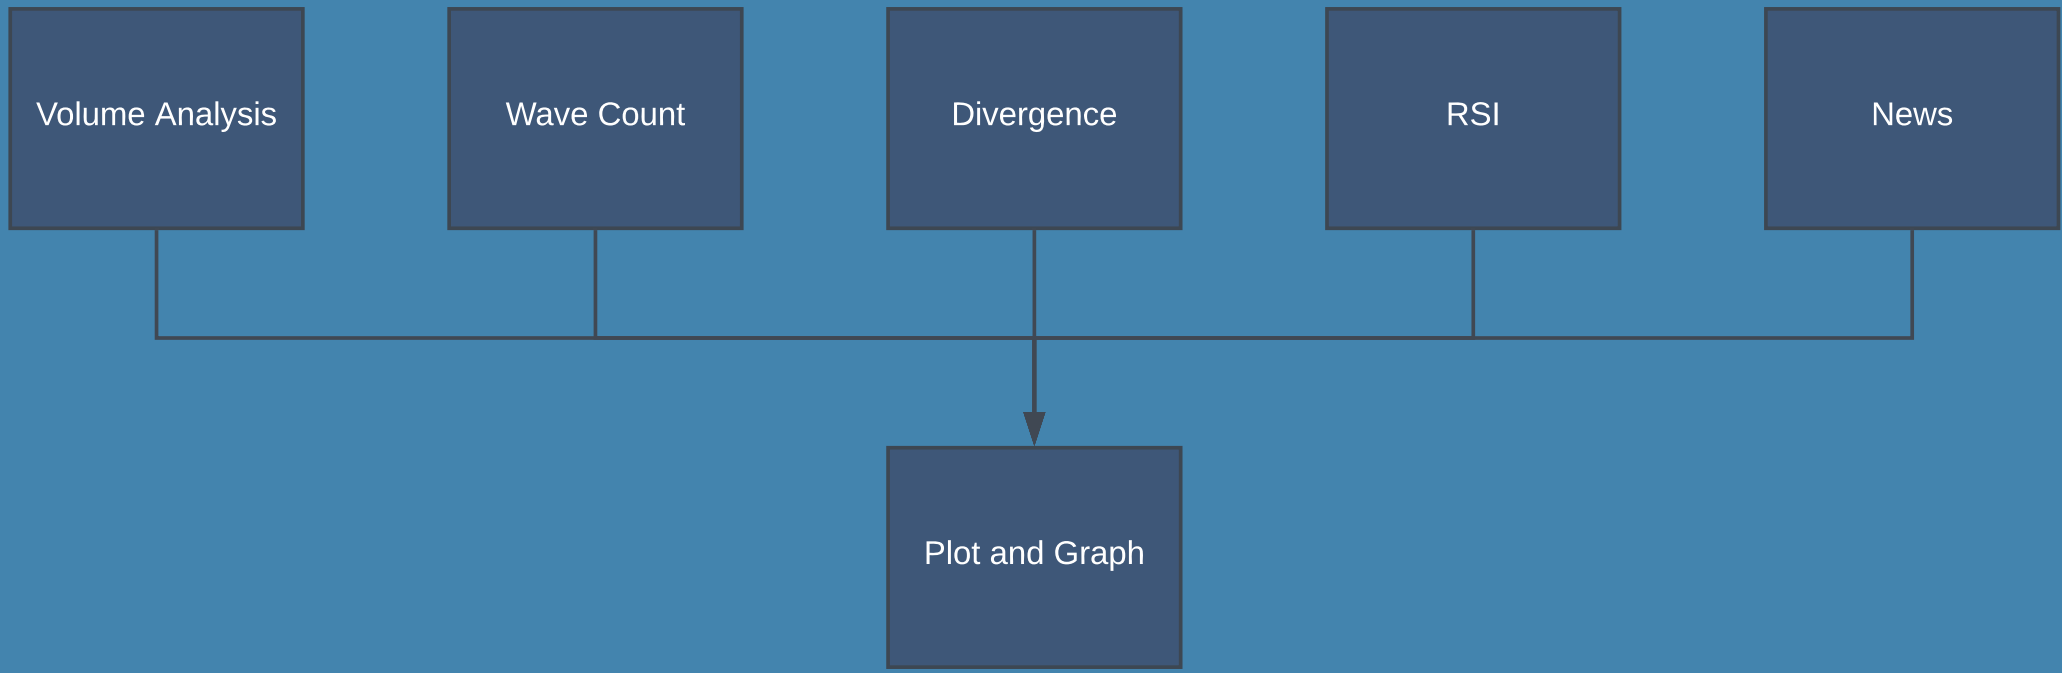 Volume Analysis
Wave Count
Divergence
RSI
News
Plot and Graph